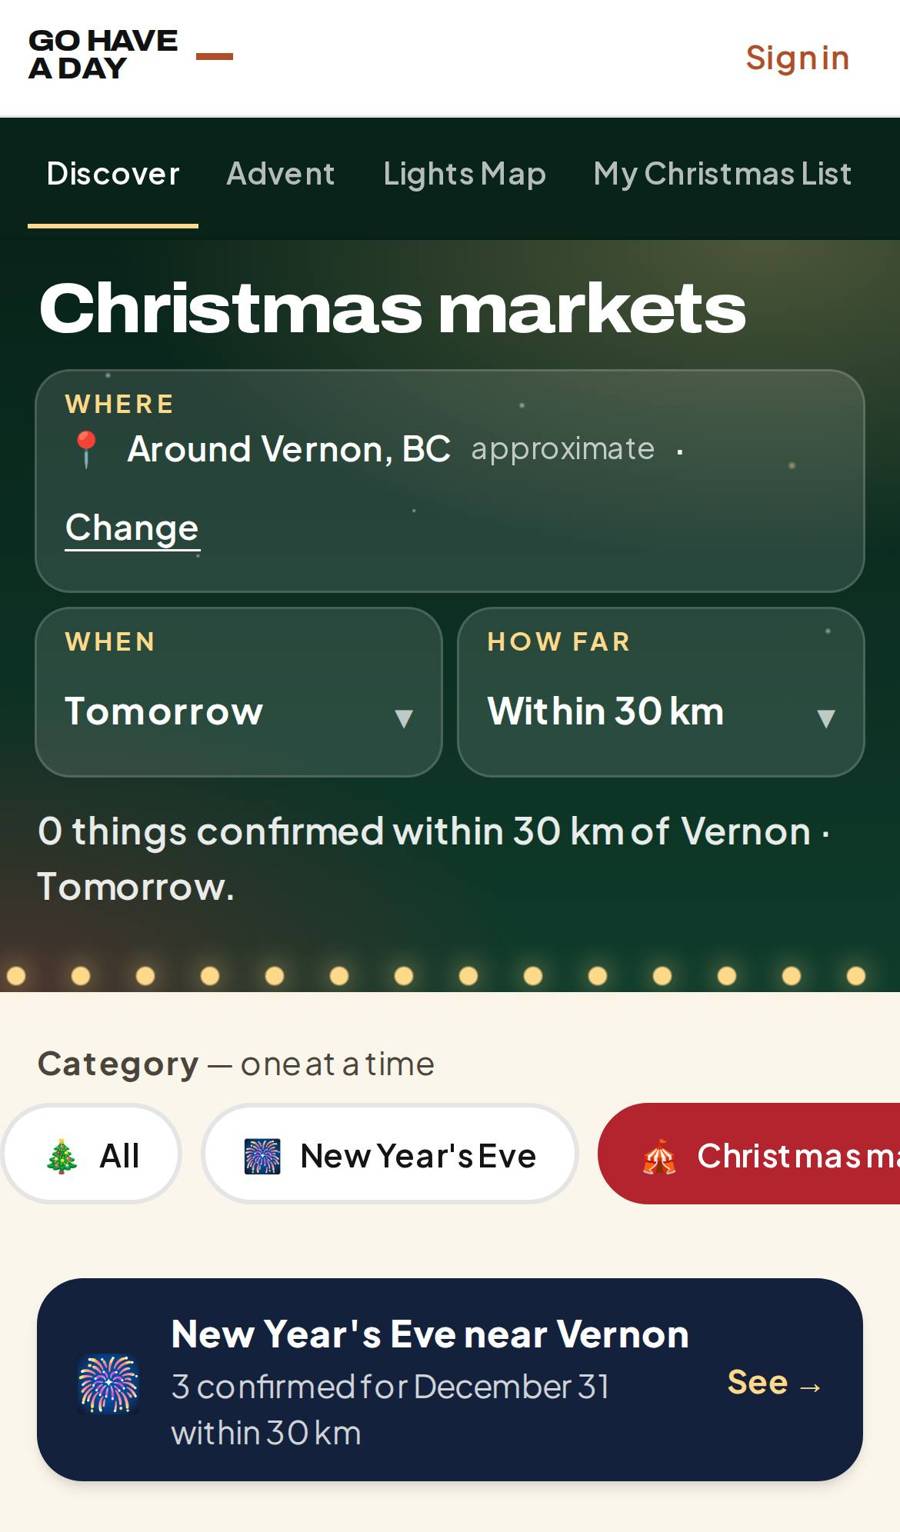 GO HAVE
A DAY
Sign in
Discover Advent Lights Map My Christmas List
Christmas markets
WHERE
📍 Around Vernon, BC approximate ·
Change
WHEN
Tomorrow ▼
HOW FAR
Within 30 km ▼
0 things confirmed within 30 km of Vernon ·
Tomorrow.
Category — one at a time
🎄 All 🎆 New Year's Eve 🎪 Christmas ma
New Year's Eve near Vernon
3 confirmed for December 31
within 30 km
See →